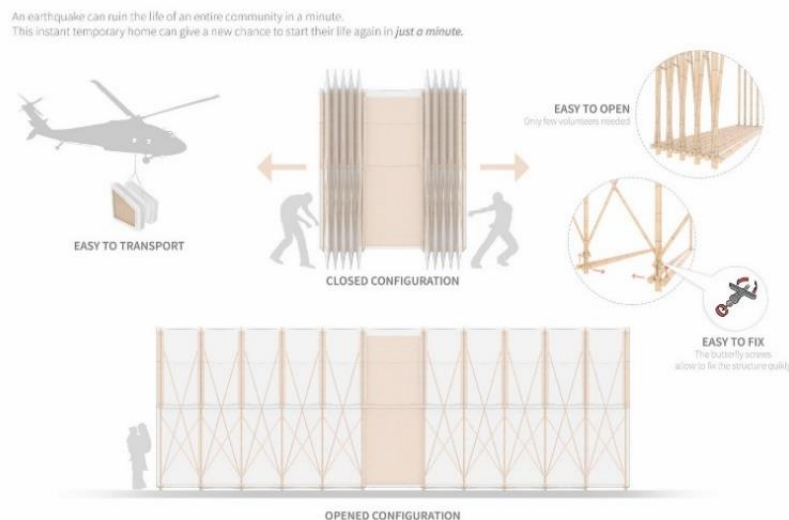 An earthquake can ruin the life of an entire community in a minute.
This instant temporary home can give a new chance to start their life again in just a minute.
EASY TO OPEN
Only few volunteers needed
EASY TO TRANSPORT
CLOSED CONFIGURATION
EASY TO FIX
The butterfly screws
allow to fix the structure quickly
OPENED CONFIGURATION